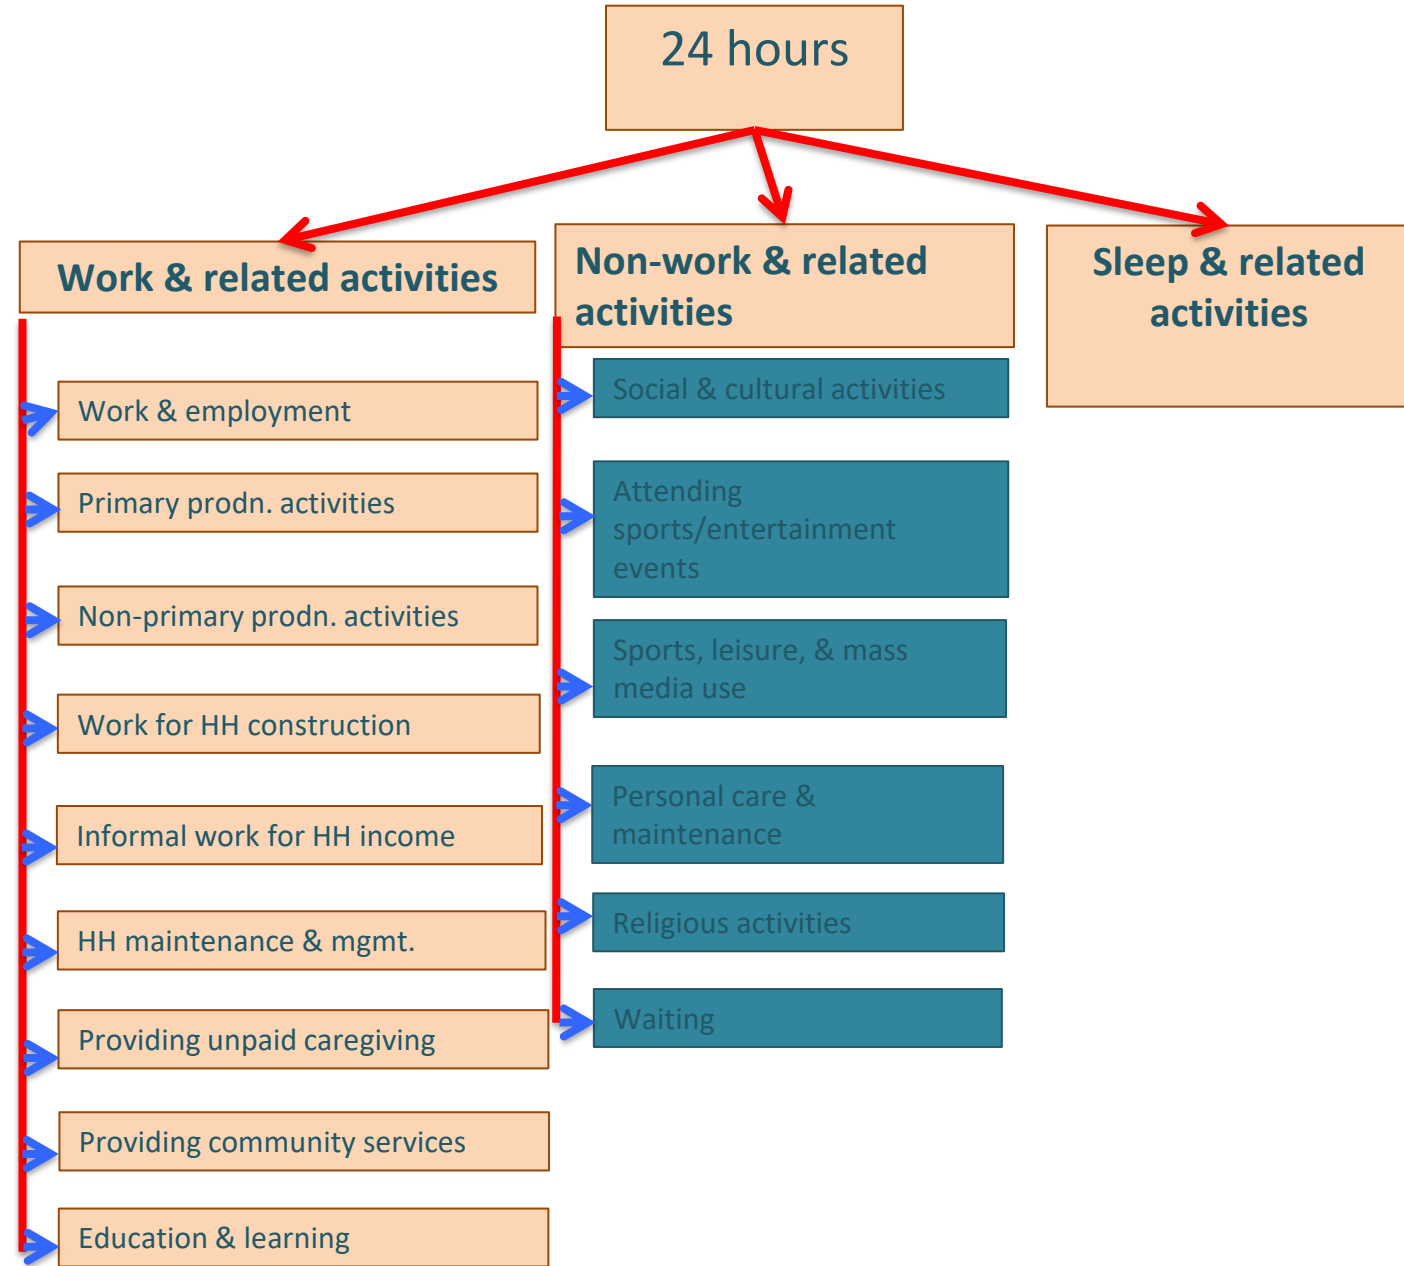 24 hours
Work & related activities
Work & employment
Primary prodn. activities
Non-primary prodn. activities
Work for HH construction
Informal work for HH income
HH maintenance & mgmt.
Providing unpaid caregiving
Providing community services
Education & learning
Non-work & related
activities
Social & cultural activities
Attending
sports/entertainment
events
Sports, leisure, & mass
media use
Personal care &
maintenance
Religious activities
Waiting
Sleep & related
activities